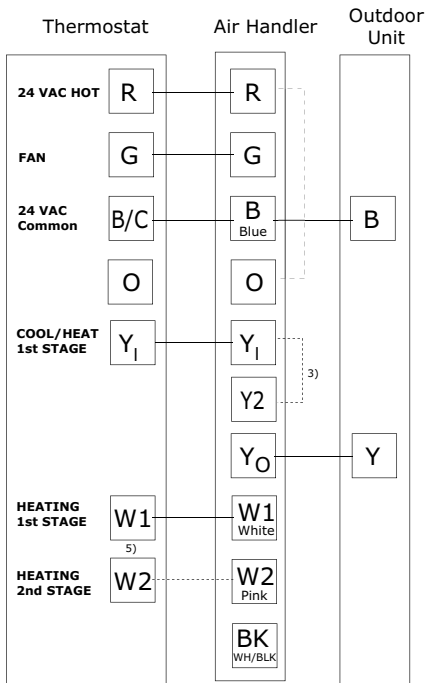 Thermostat Air Handler Outdoor
Unit
24 VAC HOT R R
FAN G G
24 VAC
Common B/C B
Blue B
O O
COOL/HEAT
1st STAGE YI YI
3)
Y2
YO Y
HEATING
1st STAGE W1 W1
White
5)
HEATING
2nd STAGE W2 W2
Pink
BK
WH/BLK